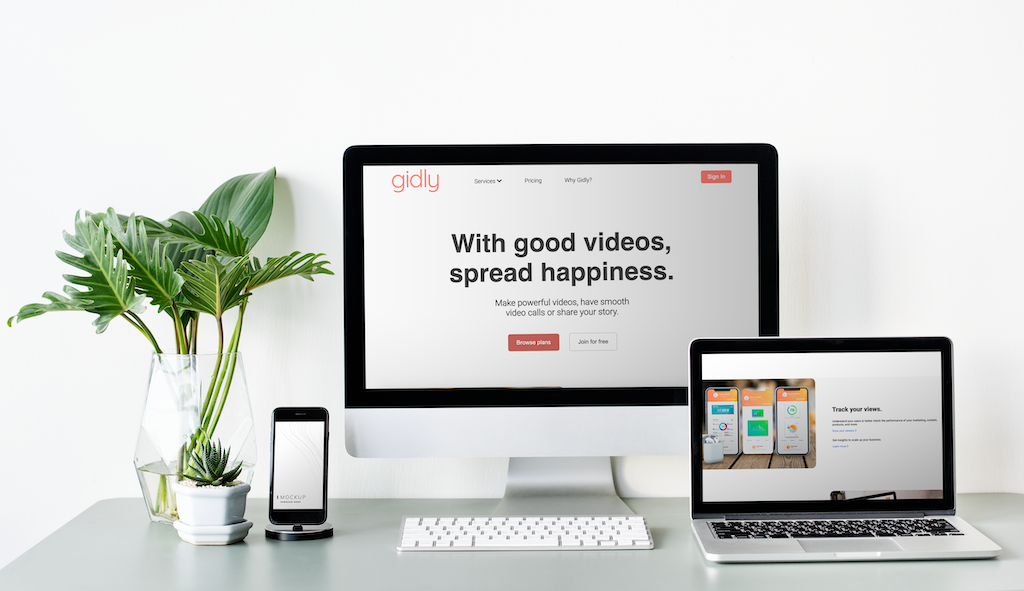 gidly
Services
Pricing
Why Gidly?
Sign In
With good videos,
spread happiness.
Make powerful videos, have smooth
video calls or share your story.
Browse plans
Join for free
Track your views.
MOCKUP